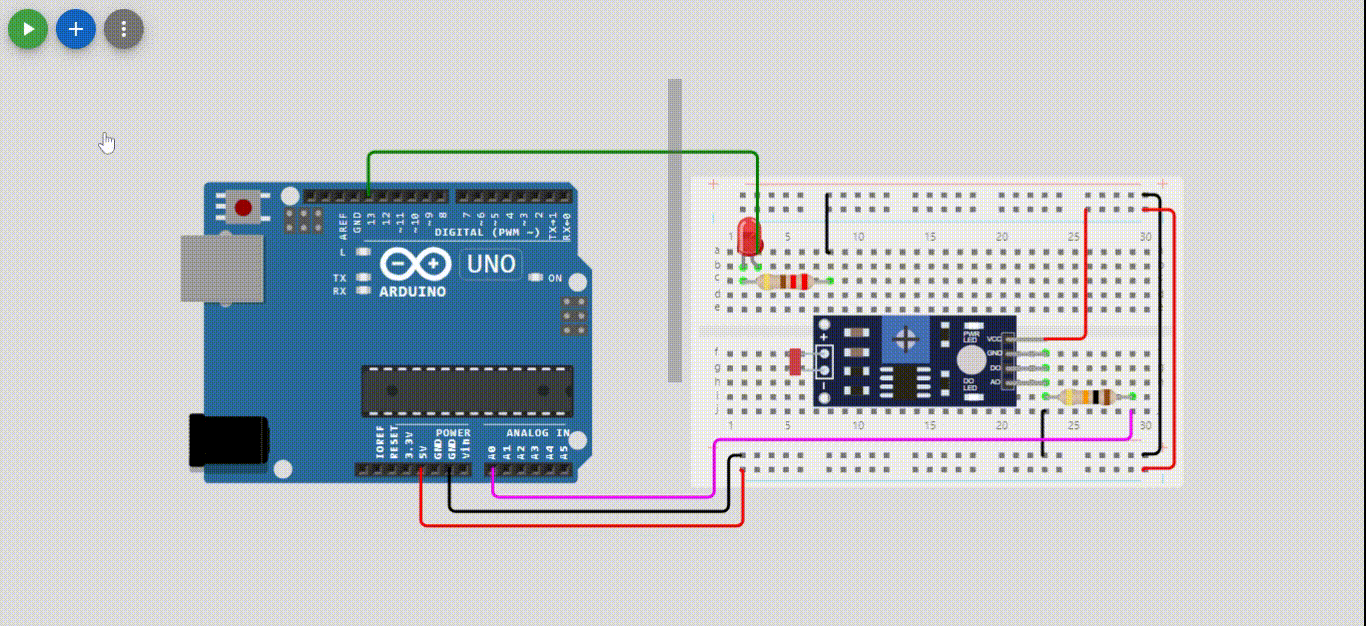 AREF
GND
13
12
~11
~10
~9
8
7
~6
~5
4
~3
2
TX→1
RX←0
DIGITAL (PWM ~)
L
TX
RX
UNO
ARDUINO
ON
IOREF
RESET
3.3V
5V
GND
GND
Vin
POWER
ANALOG IN
A0
A1
A2
A3
A4
A5
1 5 10 15 20 25 30
a
b
c
d
e
PWR
LED
VCC
GND
DO
AO
DO
LED
+
−
f
g
h
i
j
1 5 10 15 20 25 30